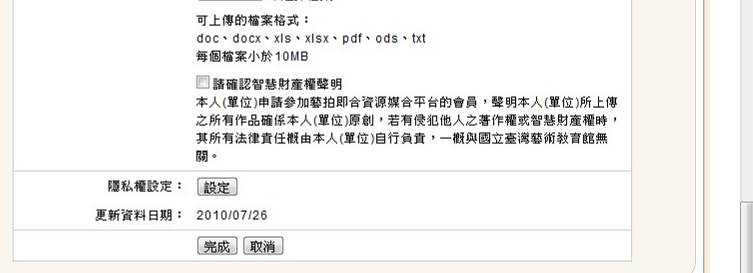 可上傳的檔案格式：
doc、docx、xls、xlsx、pdf、ods、txt
每個檔案小於10MB
請確認智慧財產權聲明
本人(單位)申請參加藝拍即合資源媒合平台的會員，聲明本人(單位)所上傳
之所有作品確係本人(單位)原創，若有侵犯他人之著作權或智慧財產權時，
其所有法律責任概由本人(單位)自行負責，一概與國立臺灣藝術教育館無
關。
隱私權設定： 設定
更新資料日期： 2010/07/26
完成 取消